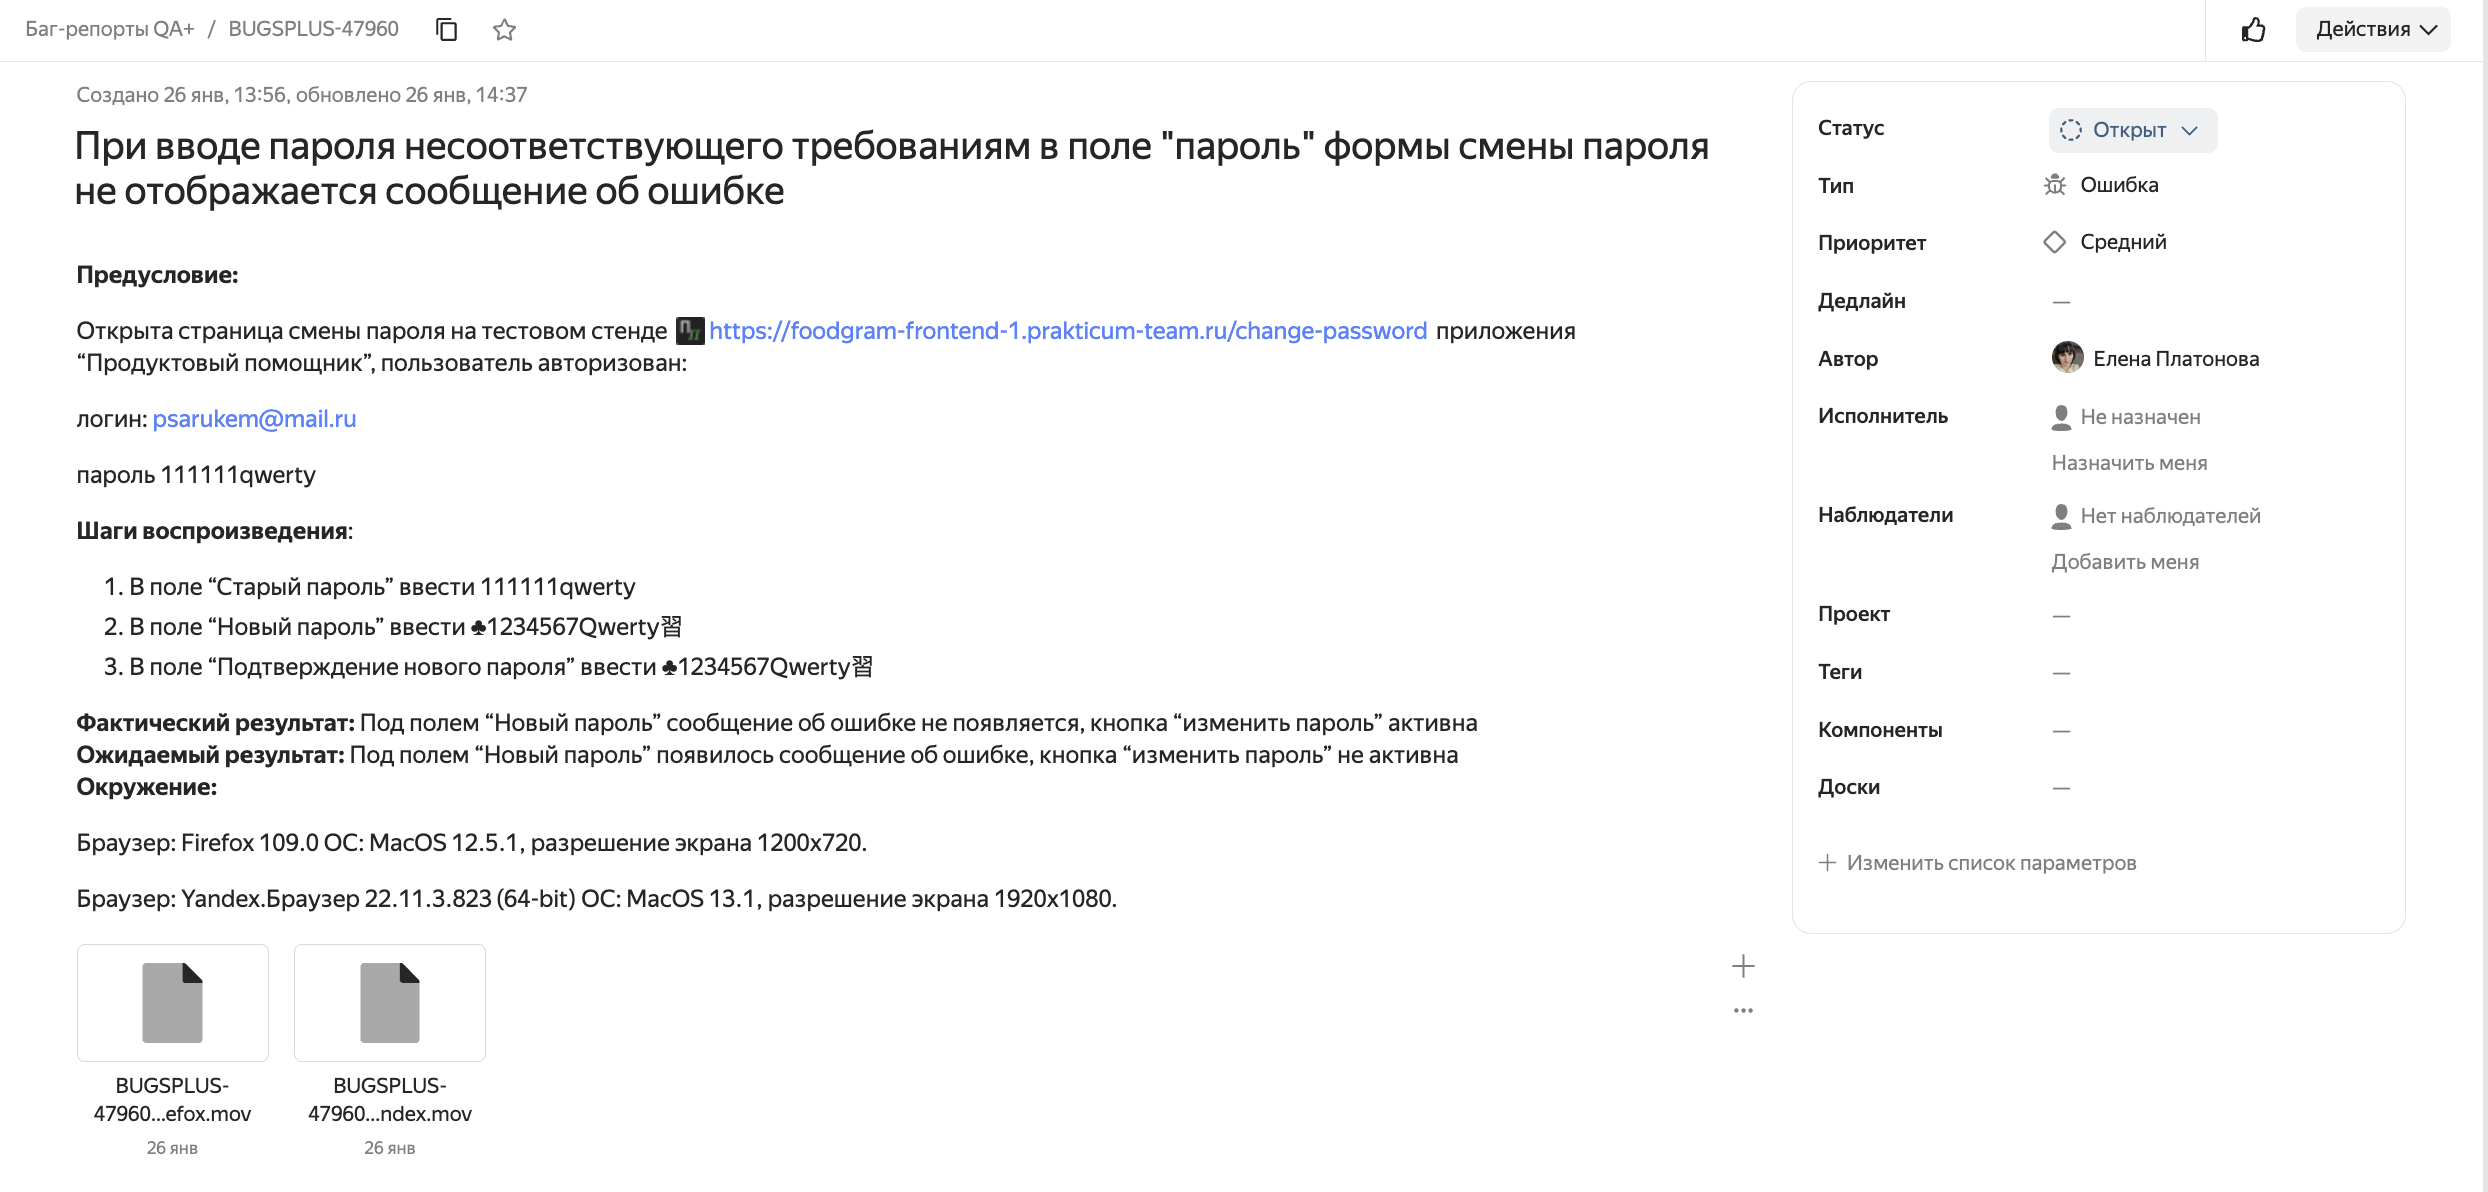 Баг-репорты QA+ / BUGSPLUS-47960
Действия
Создано 26 янв, 13:56, обновлено 26 янв, 14:37
При вводе пароля несоответствующего требованиям в поле "пароль" формы смены пароля
не отображается сообщение об ошибке
Предусловие:
Открыта страница смены пароля на тестовом стенде https://foodgram-frontend-1.prakticum-team.ru/change-password приложения
“Продуктовый помощник”, пользователь авторизован:
логин: psarukem@mail.ru
пароль 111111qwerty
Шаги воспроизведения:
1. В поле “Старый пароль” ввести 111111qwerty
2. В поле “Новый пароль” ввести ♣1234567Qwerty習
3. В поле “Подтверждение нового пароля” ввести ♣1234567Qwerty習
Фактический результат: Под полем “Новый пароль” сообщение об ошибке не появляется, кнопка “изменить пароль” активна
Ожидаемый результат: Под полем “Новый пароль” появилось сообщение об ошибке, кнопка “изменить пароль” не активна
Окружение:
Браузер: Firefox 109.0 ОС: MacOS 12.5.1, разрешение экрана 1200x720.
Браузер: Yandex.Браузер 22.11.3.823 (64-bit) ОС: MacOS 13.1, разрешение экрана 1920x1080.
BUGSPLUS-
47960...efox.mov
26 янв
BUGSPLUS-
47960...ndex.mov
26 янв
Статус Открыт
Тип Ошибка
Приоритет Средний
Дедлайн —
Автор Елена Платонова
Исполнитель Не назначен
Назначить меня
Наблюдатели Нет наблюдателей
Добавить меня
Проект —
Теги —
Компоненты —
Доски —
Изменить список параметров